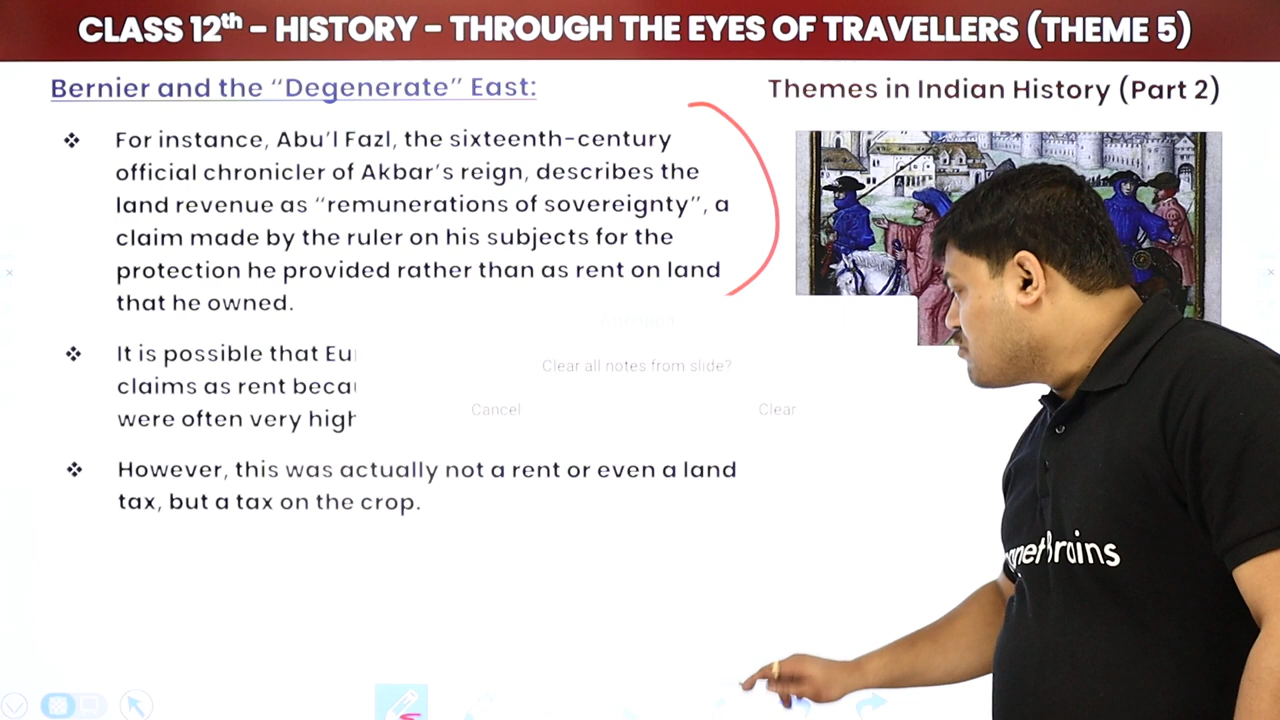 CLASS 12th – HISTORY – THROUGH THE EYES OF TRAVELLERS (THEME 5)
Bernier and the “Degenerate” East:
Themes in Indian History (Part 2)
❖ For instance, Abu’l Fazl, the sixteenth-century
official chronicler of Akbar’s reign, describes the
land revenue as “remunerations of sovereignty”, a
claim made by the ruler on his subjects for the
protection he provided rather than as rent on land
that he owned.
❖ It is possible that
claims as rent
were often very
Clear all notes from slide?
Cancel
Clear
❖ However, this was actually not a rent or even a land
tax, but a tax on the crop.